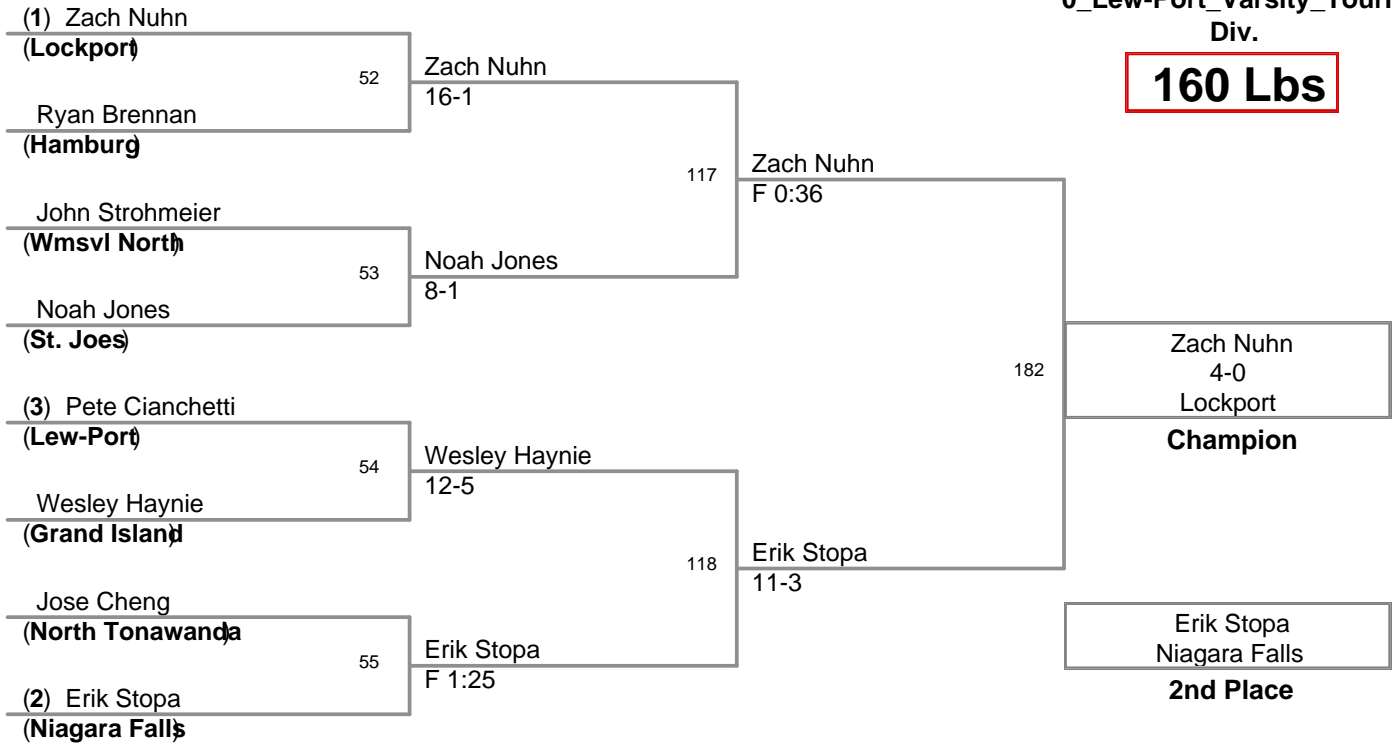 0_Lew-Port_Varsity_Tour
Div.
160 Lbs
(1) Zach Nuhn
(Lockport)
52
Ryan Brennan
(Hamburg)
Zach Nuhn
16-1
John Strohmeier
(Wmsvl North)
53
Noah Jones
(St. Joes)
Noah Jones
8-1
117
Zach Nuhn
F 0:36
(3) Pete Cianchetti
(Lew-Port)
54
Wesley Haynie
(Grand Island)
Wesley Haynie
12-5
Jose Cheng
(North Tonawanda)
55
(2) Erik Stopa
(Niagara Falls)
Erik Stopa
F 1:25
118
Erik Stopa
11-3
182
Zach Nuhn
4-0
Lockport
Champion
Erik Stopa
Niagara Falls
2nd Place